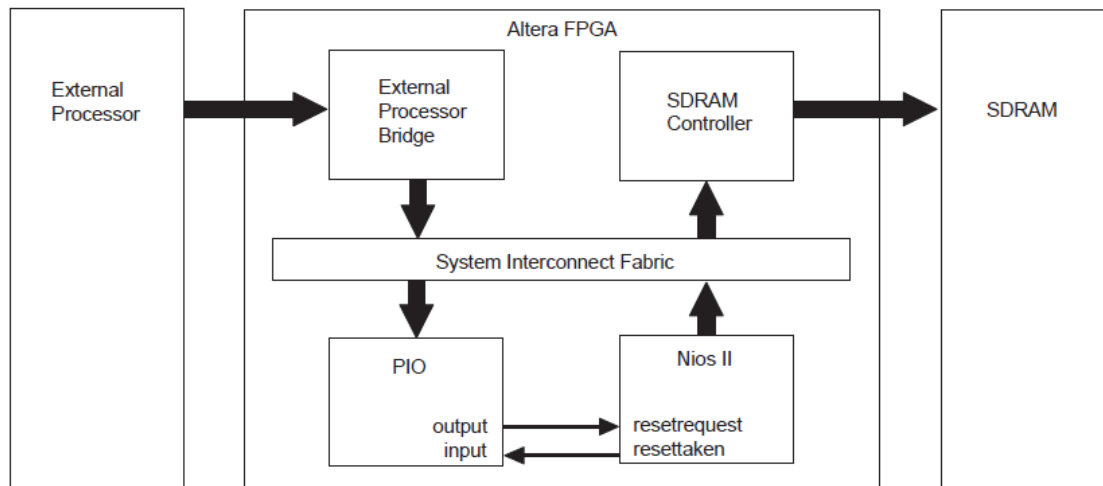 Altera FPGA
External
Processor
External
Processor
Bridge
SDRAM
Controller
SDRAM
System Interconnect Fabric
PIO
output
input
Nios II
resetrequest
resettaken